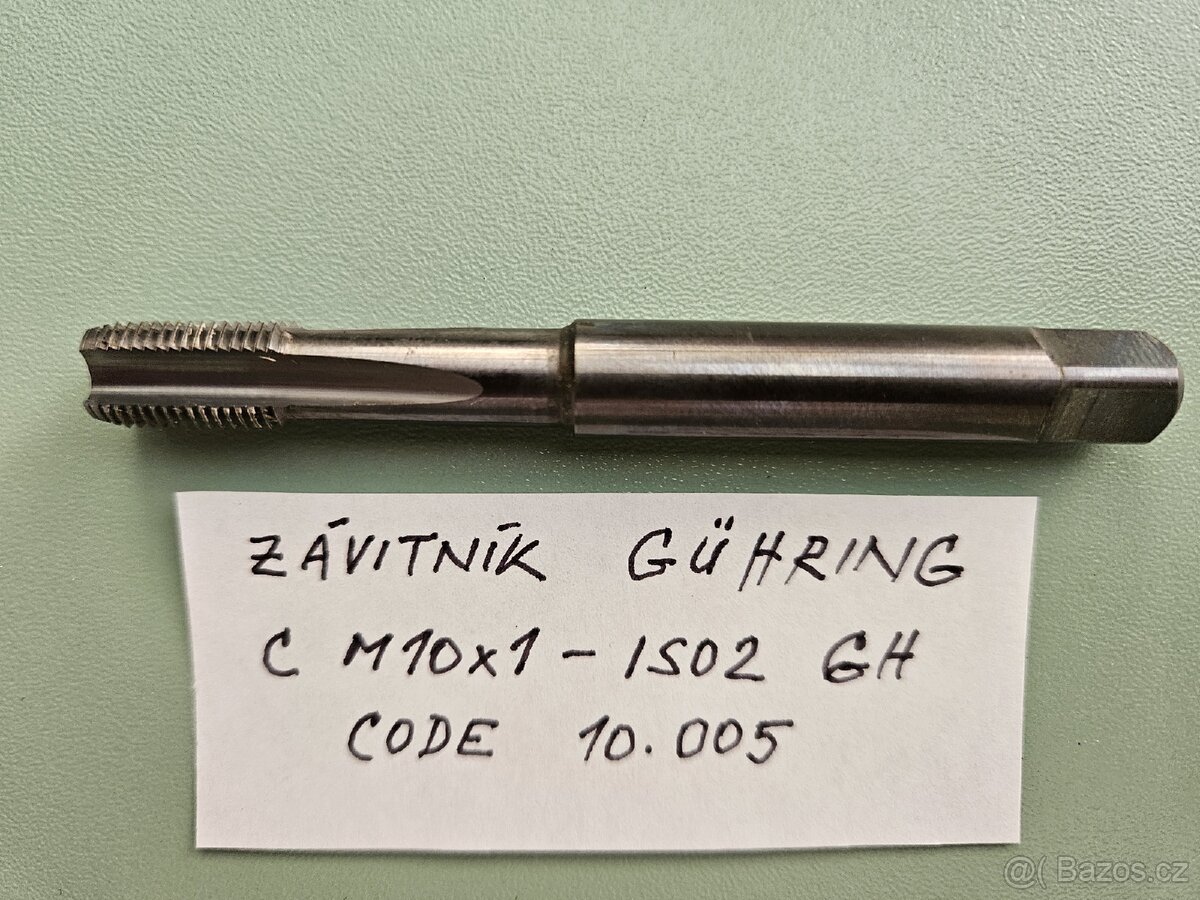 ZÁVITNÍK GÜHRING
C M10x1 - ISO2 GH
CODE 10.005
@( Bazos.cz